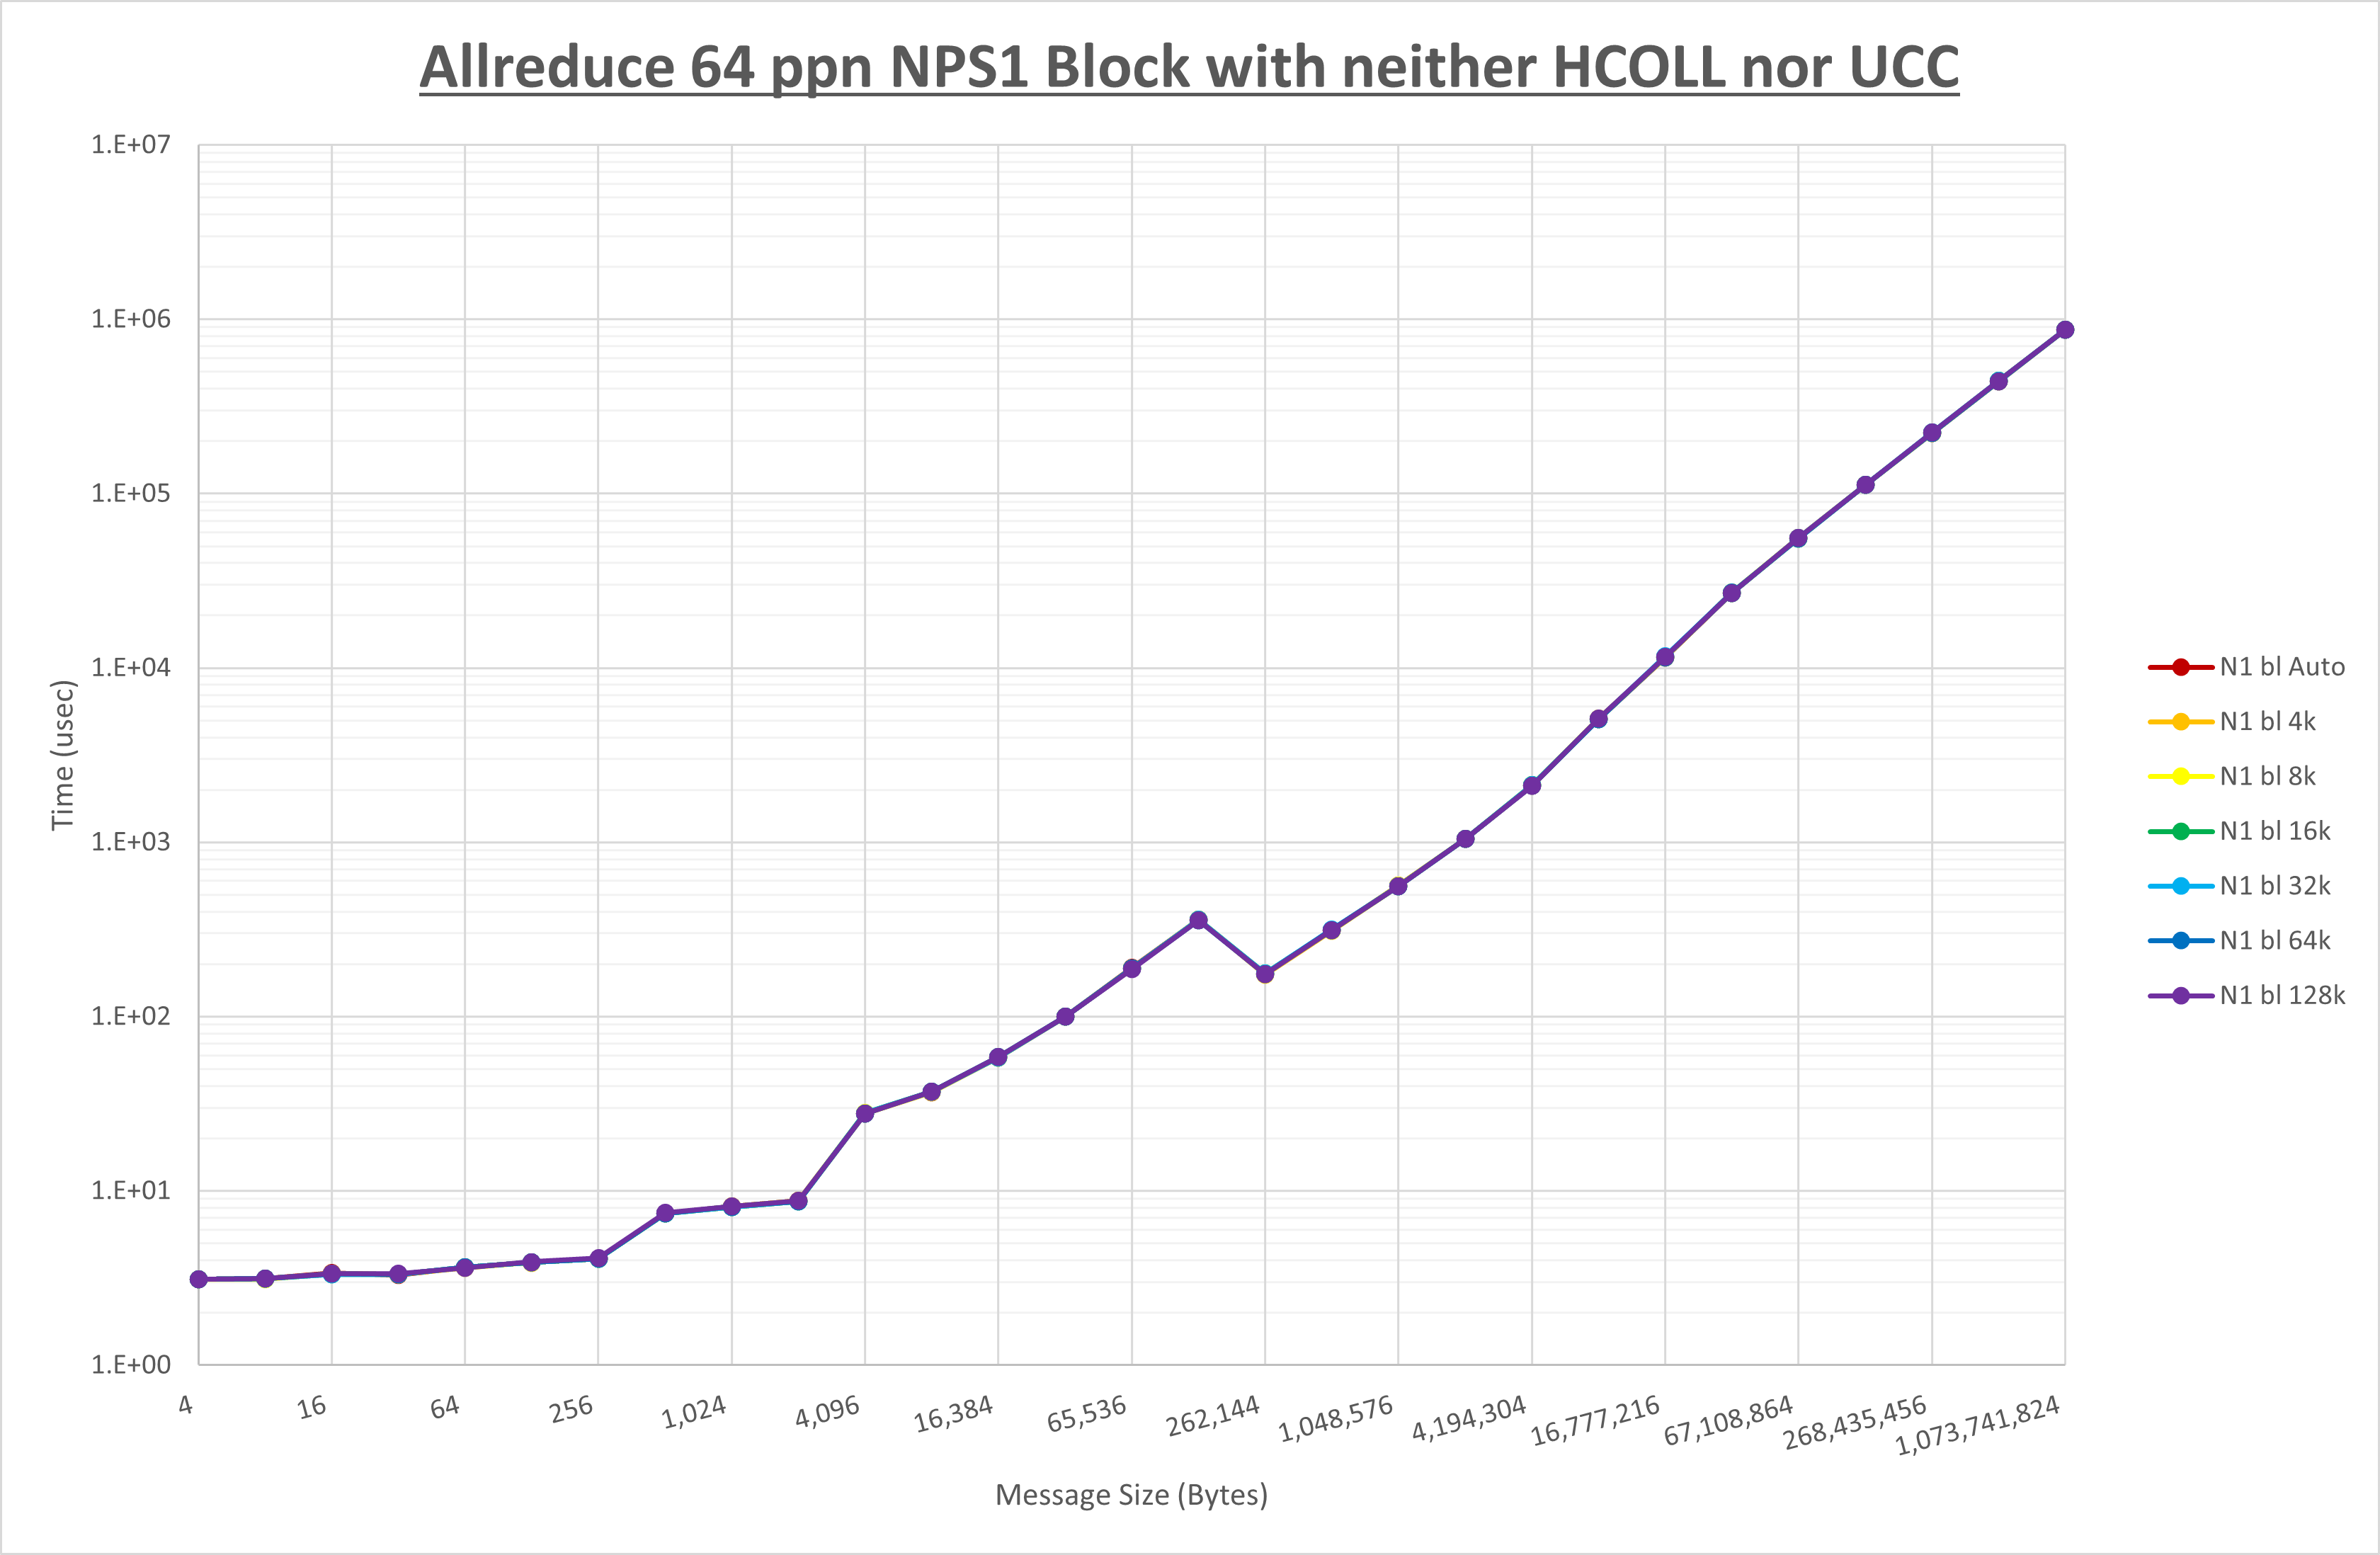 Allreduce 64 ppn NPS1 Block with neither HCOLL nor UCC
1.E+07
1.E+06
1.E+05
1.E+04
1.E+03
1.E+02
1.E+01
1.E+00
Time (usec)
4
16
64
256
1,024
4,096
16,384
65,536
262,144
1,048,576
4,194,304
16,777,216
67,108,864
268,435,456
1,073,741,824
Message Size (Bytes)
N1 bl Auto
N1 bl 4k
N1 bl 8k
N1 bl 16k
N1 bl 32k
N1 bl 64k
N1 bl 128k